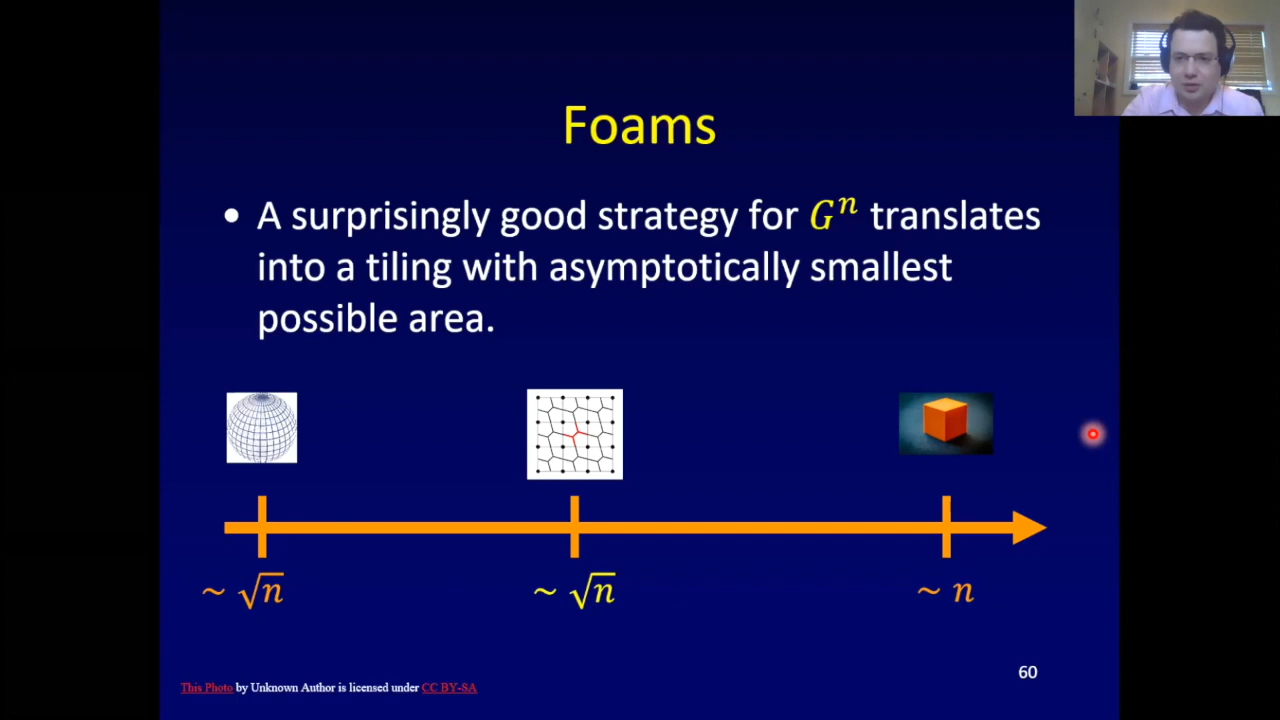 Foams
• A surprisingly good strategy for Gⁿ translates
into a tiling with asymptotically smallest
possible area.
~ √n
~ √n
~ n
60
This Photo by Unknown Author is licensed under CC BY-SA